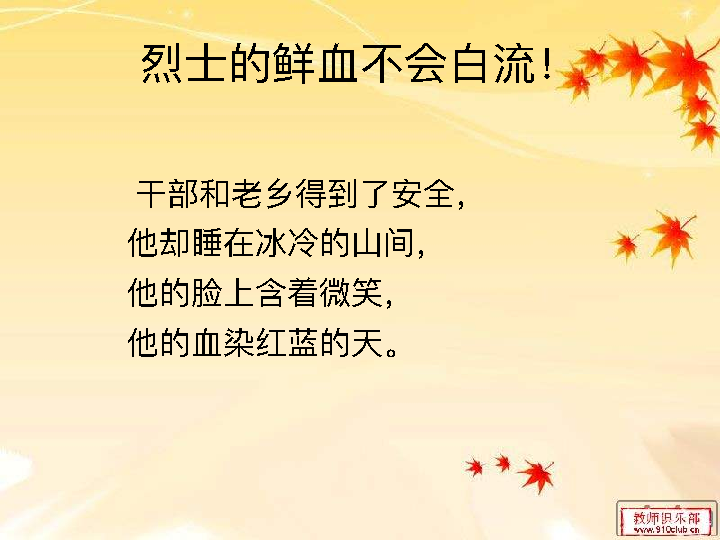 烈士的鲜血不会白流！
干部和老乡得到了安全，
他却睡在冰冷的山间，
他的脸上含着微笑，
他的血染红蓝的天。
教师俱乐部
www.910club.cn